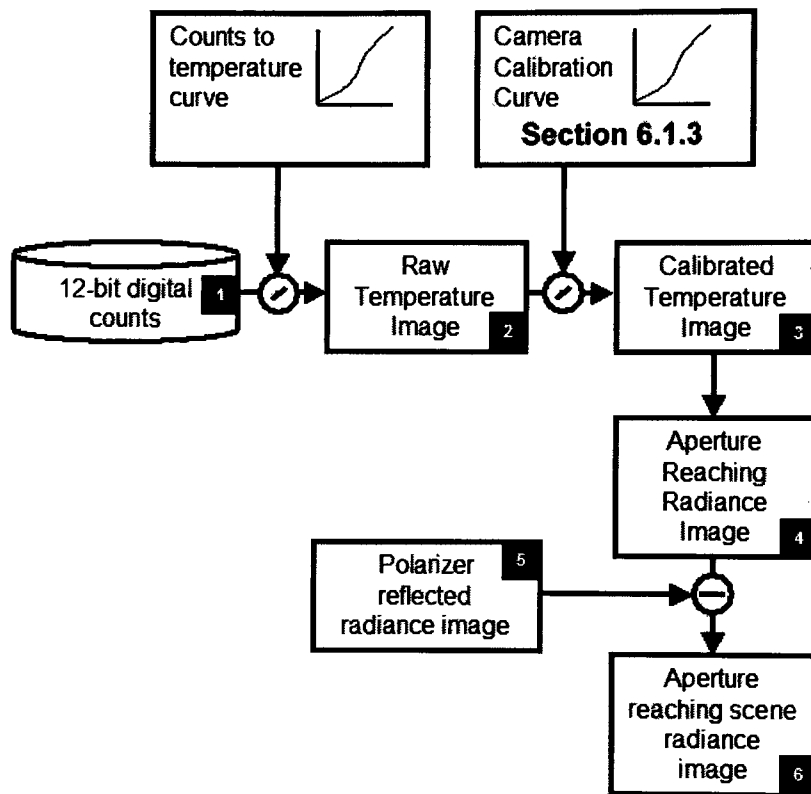 Counts to
temperature
curve
Camera
Calibration
Curve
Section 6.1.3
12-bit digital
counts
1
Raw
Temperature
Image
2
Calibrated
Temperature
Image
3
Aperture
Reaching
Radiance
Image
4
Polarizer
reflected
radiance image
5
Aperture
reaching scene
radiance
image
6